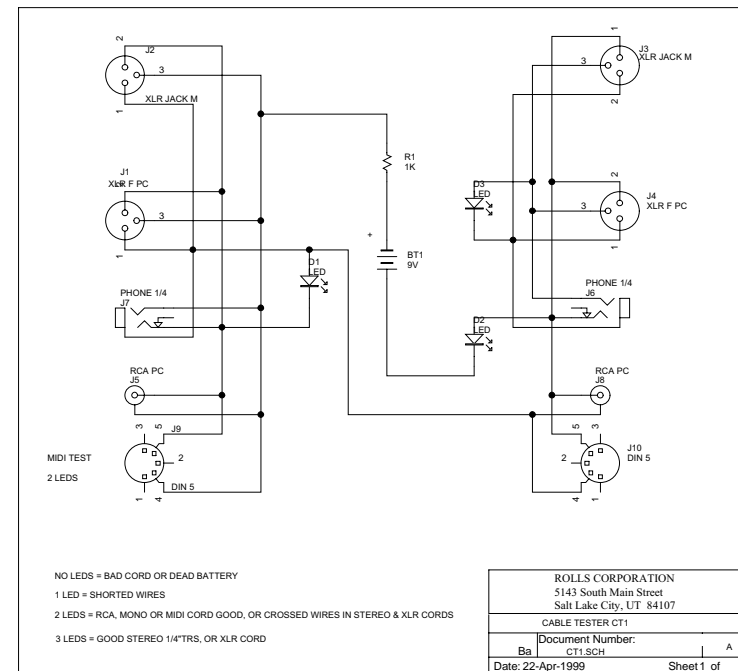 2
J2
3
XLR JACK M
1
1
J3
XLR JACK M
3
2
R1
1K
J1
XLR F PC
2
3
1
D3
LED
2
J4
XLR F PC
3
1
+
BT1
9V
D1
LED
PHONE 1/4
J7
PHONE 1/4
J6
D2
LED
RCA PC
J5
RCA PC
J8
3
5
J9
2
MIDI TEST
2 LEDS
DIN 5
1
4
5
3
2
J10
DIN 5
4
1
NO LEDS = BAD CORD OR DEAD BATTERY
1 LED = SHORTED WIRES
2 LEDS = RCA, MONO OR MIDI CORD GOOD, OR CROSSED WIRES IN STEREO & XLR CORDS
3 LEDS = GOOD STEREO 1/4"TRS, OR XLR CORD
ROLLS CORPORATION
5143 South Main Street
Salt Lake City, UT 84107
CABLE TESTER CT1
Document Number:
Ba CT1.SCH A
Date: 22-Apr-1999 Sheet1 of